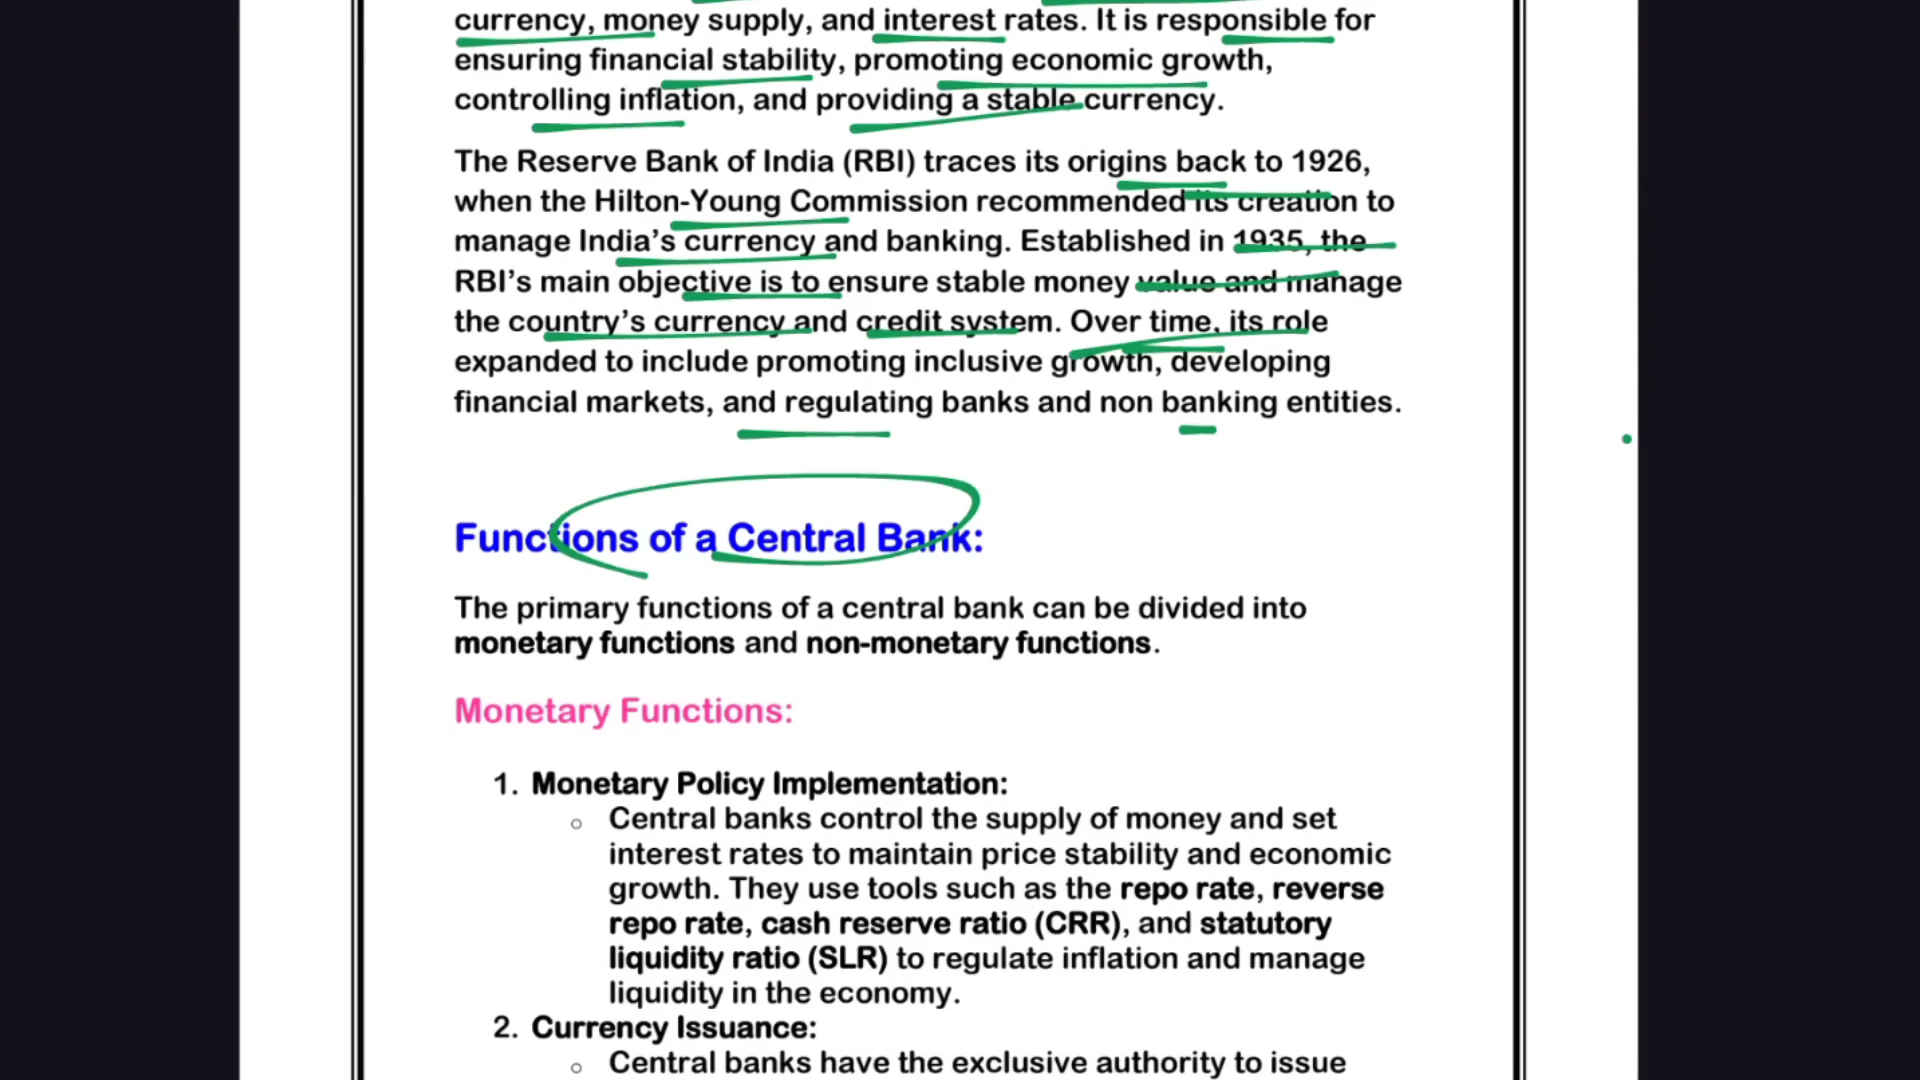 currency, money supply, and interest rates. It is responsible for
ensuring financial stability, promoting economic growth,
controlling inflation, and providing a stable currency.
The Reserve Bank of India (RBI) traces its origins back to 1926,
when the Hilton-Young Commission recommended its creation to
manage India’s currency and banking. Established in 1935, the
RBI’s main objective is to ensure stable money value and manage
the country’s currency and credit system. Over time, its role
expanded to include promoting inclusive growth, developing
financial markets, and regulating banks and non banking entities.
Functions of a Central Bank:
The primary functions of a central bank can be divided into
monetary functions and non-monetary functions.
Monetary Functions:
1. Monetary Policy Implementation:
○ Central banks control the supply of money and set
interest rates to maintain price stability and economic
growth. They use tools such as the repo rate, reverse
repo rate, cash reserve ratio (CRR), and statutory
liquidity ratio (SLR) to regulate inflation and manage
liquidity in the economy.
2. Currency Issuance:
○ Central banks have the exclusive authority to issue